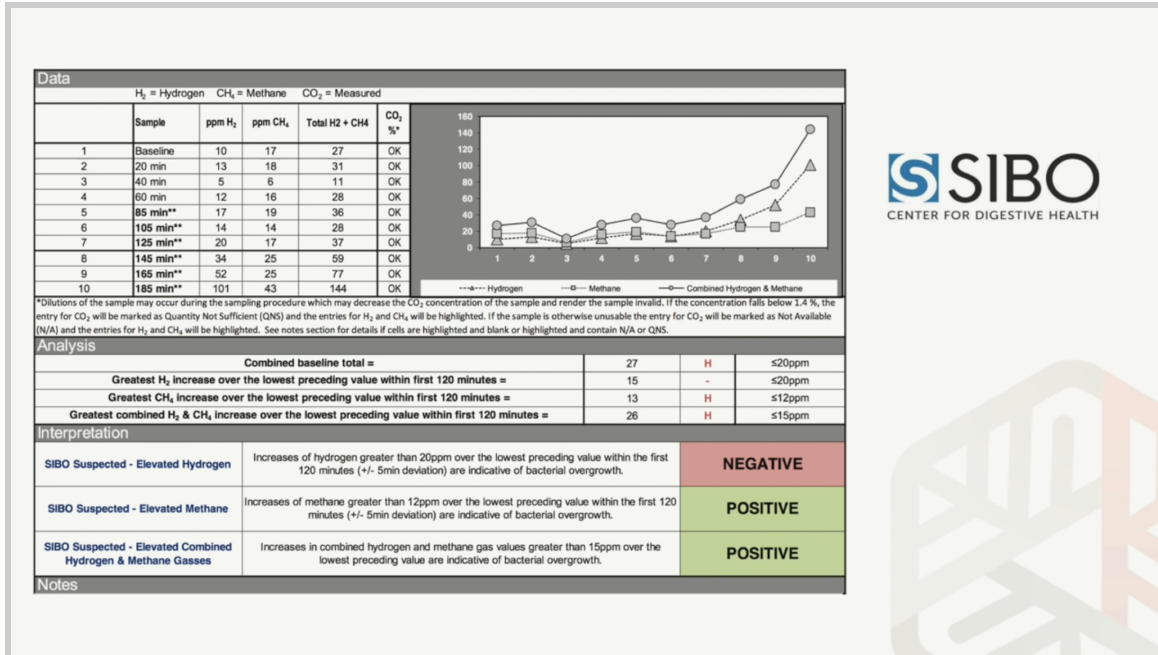 Data
H₂ = Hydrogen CH₄ = Methane CO₂ = Measured
Sample ppm H₂ ppm CH₄ Total H2 + CH4 CO₂ %*
1 Baseline 10 17 27 OK
2 20 min 13 18 31 OK
3 40 min 5 6 11 OK
4 60 min 12 16 28 OK
5 85 min** 17 19 36 OK
6 105 min** 14 14 28 OK
7 125 min** 20 17 37 OK
8 145 min** 34 25 59 OK
9 165 min** 52 25 77 OK
10 185 min** 101 43 144 OK
160
140
120
100
80
60
40
20
0
1 2 3 4 5 6 7 8 9 10
Hydrogen Methane Combined Hydrogen & Methane
*Dilutions of the sample may occur during the sampling procedure which may decrease the CO₂ concentration of the sample and render the sample invalid. If the concentration falls below 1.4 %, the
entry for CO₂ will be marked as Quantity Not Sufficient (QNS) and the entries for H₂ and CH₄ will be highlighted. If the sample is otherwise unusable the entry for CO₂ will be marked as Not Available
(N/A) and the entries for H₂ and CH₄ will be highlighted. See notes section for details if cells are highlighted and blank or highlighted and contain N/A or QNS.
Analysis
Combined baseline total = 27 H ≤20ppm
Greatest H₂ increase over the lowest preceding value within first 120 minutes = 15 - ≤20ppm
Greatest CH₄ increase over the lowest preceding value within first 120 minutes = 13 H ≤12ppm
Greatest combined H₂ & CH₄ increase over the lowest preceding value within first 120 minutes = 26 H ≤15ppm
Interpretation
SIBO Suspected - Elevated Hydrogen
Increases of hydrogen greater than 20ppm over the lowest preceding value within the first
120 minutes (+/- 5min deviation) are indicative of bacterial overgrowth.
NEGATIVE
SIBO Suspected - Elevated Methane
Increases of methane greater than 12ppm over the lowest preceding value within the first 120
minutes (+/- 5min deviation) are indicative of bacterial overgrowth.
POSITIVE
SIBO Suspected - Elevated Combined
Hydrogen & Methane Gasses
Increases in combined hydrogen and methane gas values greater than 15ppm over the
lowest preceding value are indicative of bacterial overgrowth.
POSITIVE
Notes
SIBO
CENTER FOR DIGESTIVE HEALTH